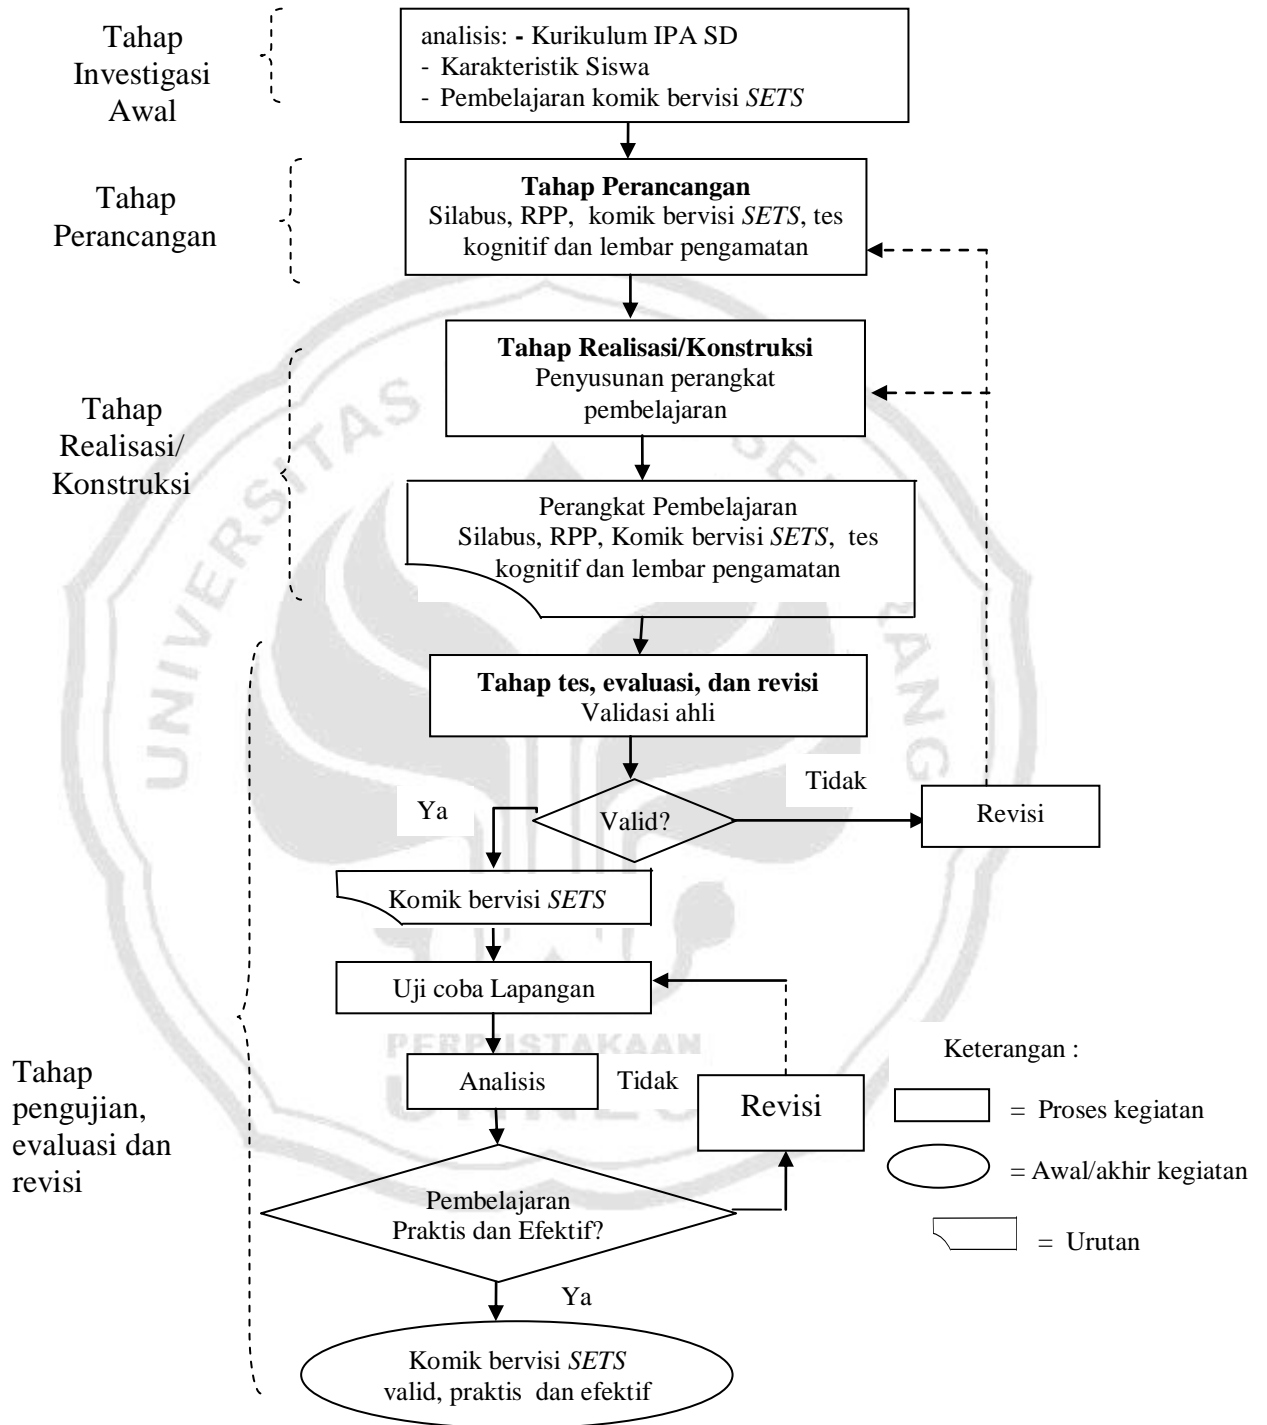 Tahap
Investigasi
Awal
analisis: - Kurikulum IPA SD
- Karakteristik Siswa
- Pembelajaran komik bervisi SETS
Tahap
Perancangan
Tahap Perancangan
Silabus, RPP, komik bervisi SETS, tes
kognitif dan lembar pengamatan
Tahap
Realisasi/
Konstruksi
Tahap Realisasi/Konstruksi
Penyusunan perangkat
pembelajaran
Perangkat Pembelajaran
Silabus, RPP, Komik bervisi SETS, tes
kognitif dan lembar pengamatan
Tahap tes, evaluasi, dan revisi
Validasi ahli
Ya
Valid?
Tidak
Revisi
Komik bervisi SETS
Uji coba Lapangan
Analisis
Tidak
Revisi
Tahap
pengujian,
evaluasi dan
revisi
Pembelajaran
Praktis dan Efektif?
Ya
Komik bervisi SETS
valid, praktis dan efektif
Keterangan :
= Proses kegiatan
= Awal/akhir kegiatan
= Urutan
UNIVERSITAS
PERPUSTAKAAN